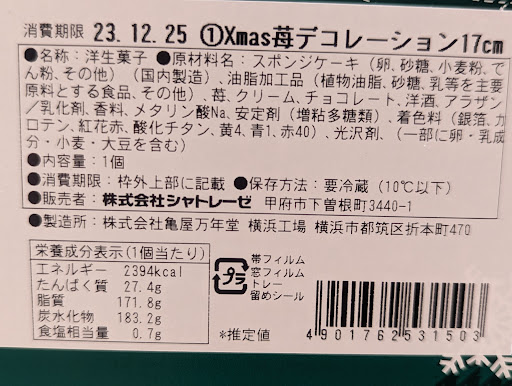 消費期限 23.12.25 ①Xmas苺デコレーション17cm
●名称：洋生菓子 ●原材料名：スポンジケーキ（卵、砂糖、小麦粉、で
ん粉、その他）（国内製造）、油脂加工品（植物油脂、砂糖、乳等を主要
原料とする食品、その他）、苺、クリーム、チョコレート、洋酒、アラザン
／乳化剤、香料、メタリン酸Na、安定剤（増粘多糖類）、着色料（銀箔、カ
ロテン、紅花赤、酸化チタン、黄4、青1、赤40）、光沢剤、（一部に卵・乳成
分・小麦・大豆を含む）
●内容量：1個
●消費期限：枠外上部に記載 ●保存方法：要冷蔵（10℃以下）
●販売者：株式会社シャトレーゼ 甲府市下曽根町3440-1
●製造所：株式会社亀屋万年堂 横浜工場 横浜市都筑区折本町470
栄養成分表示（1個当たり）
エネルギー 2394kcal
たんぱく質 27.4g
脂質 171.8g
炭水化物 183.2g
食塩相当量 0.7g
*推定値
プラ
帯フィルム
窓フィルム
トレー
留めシール
4901762531503